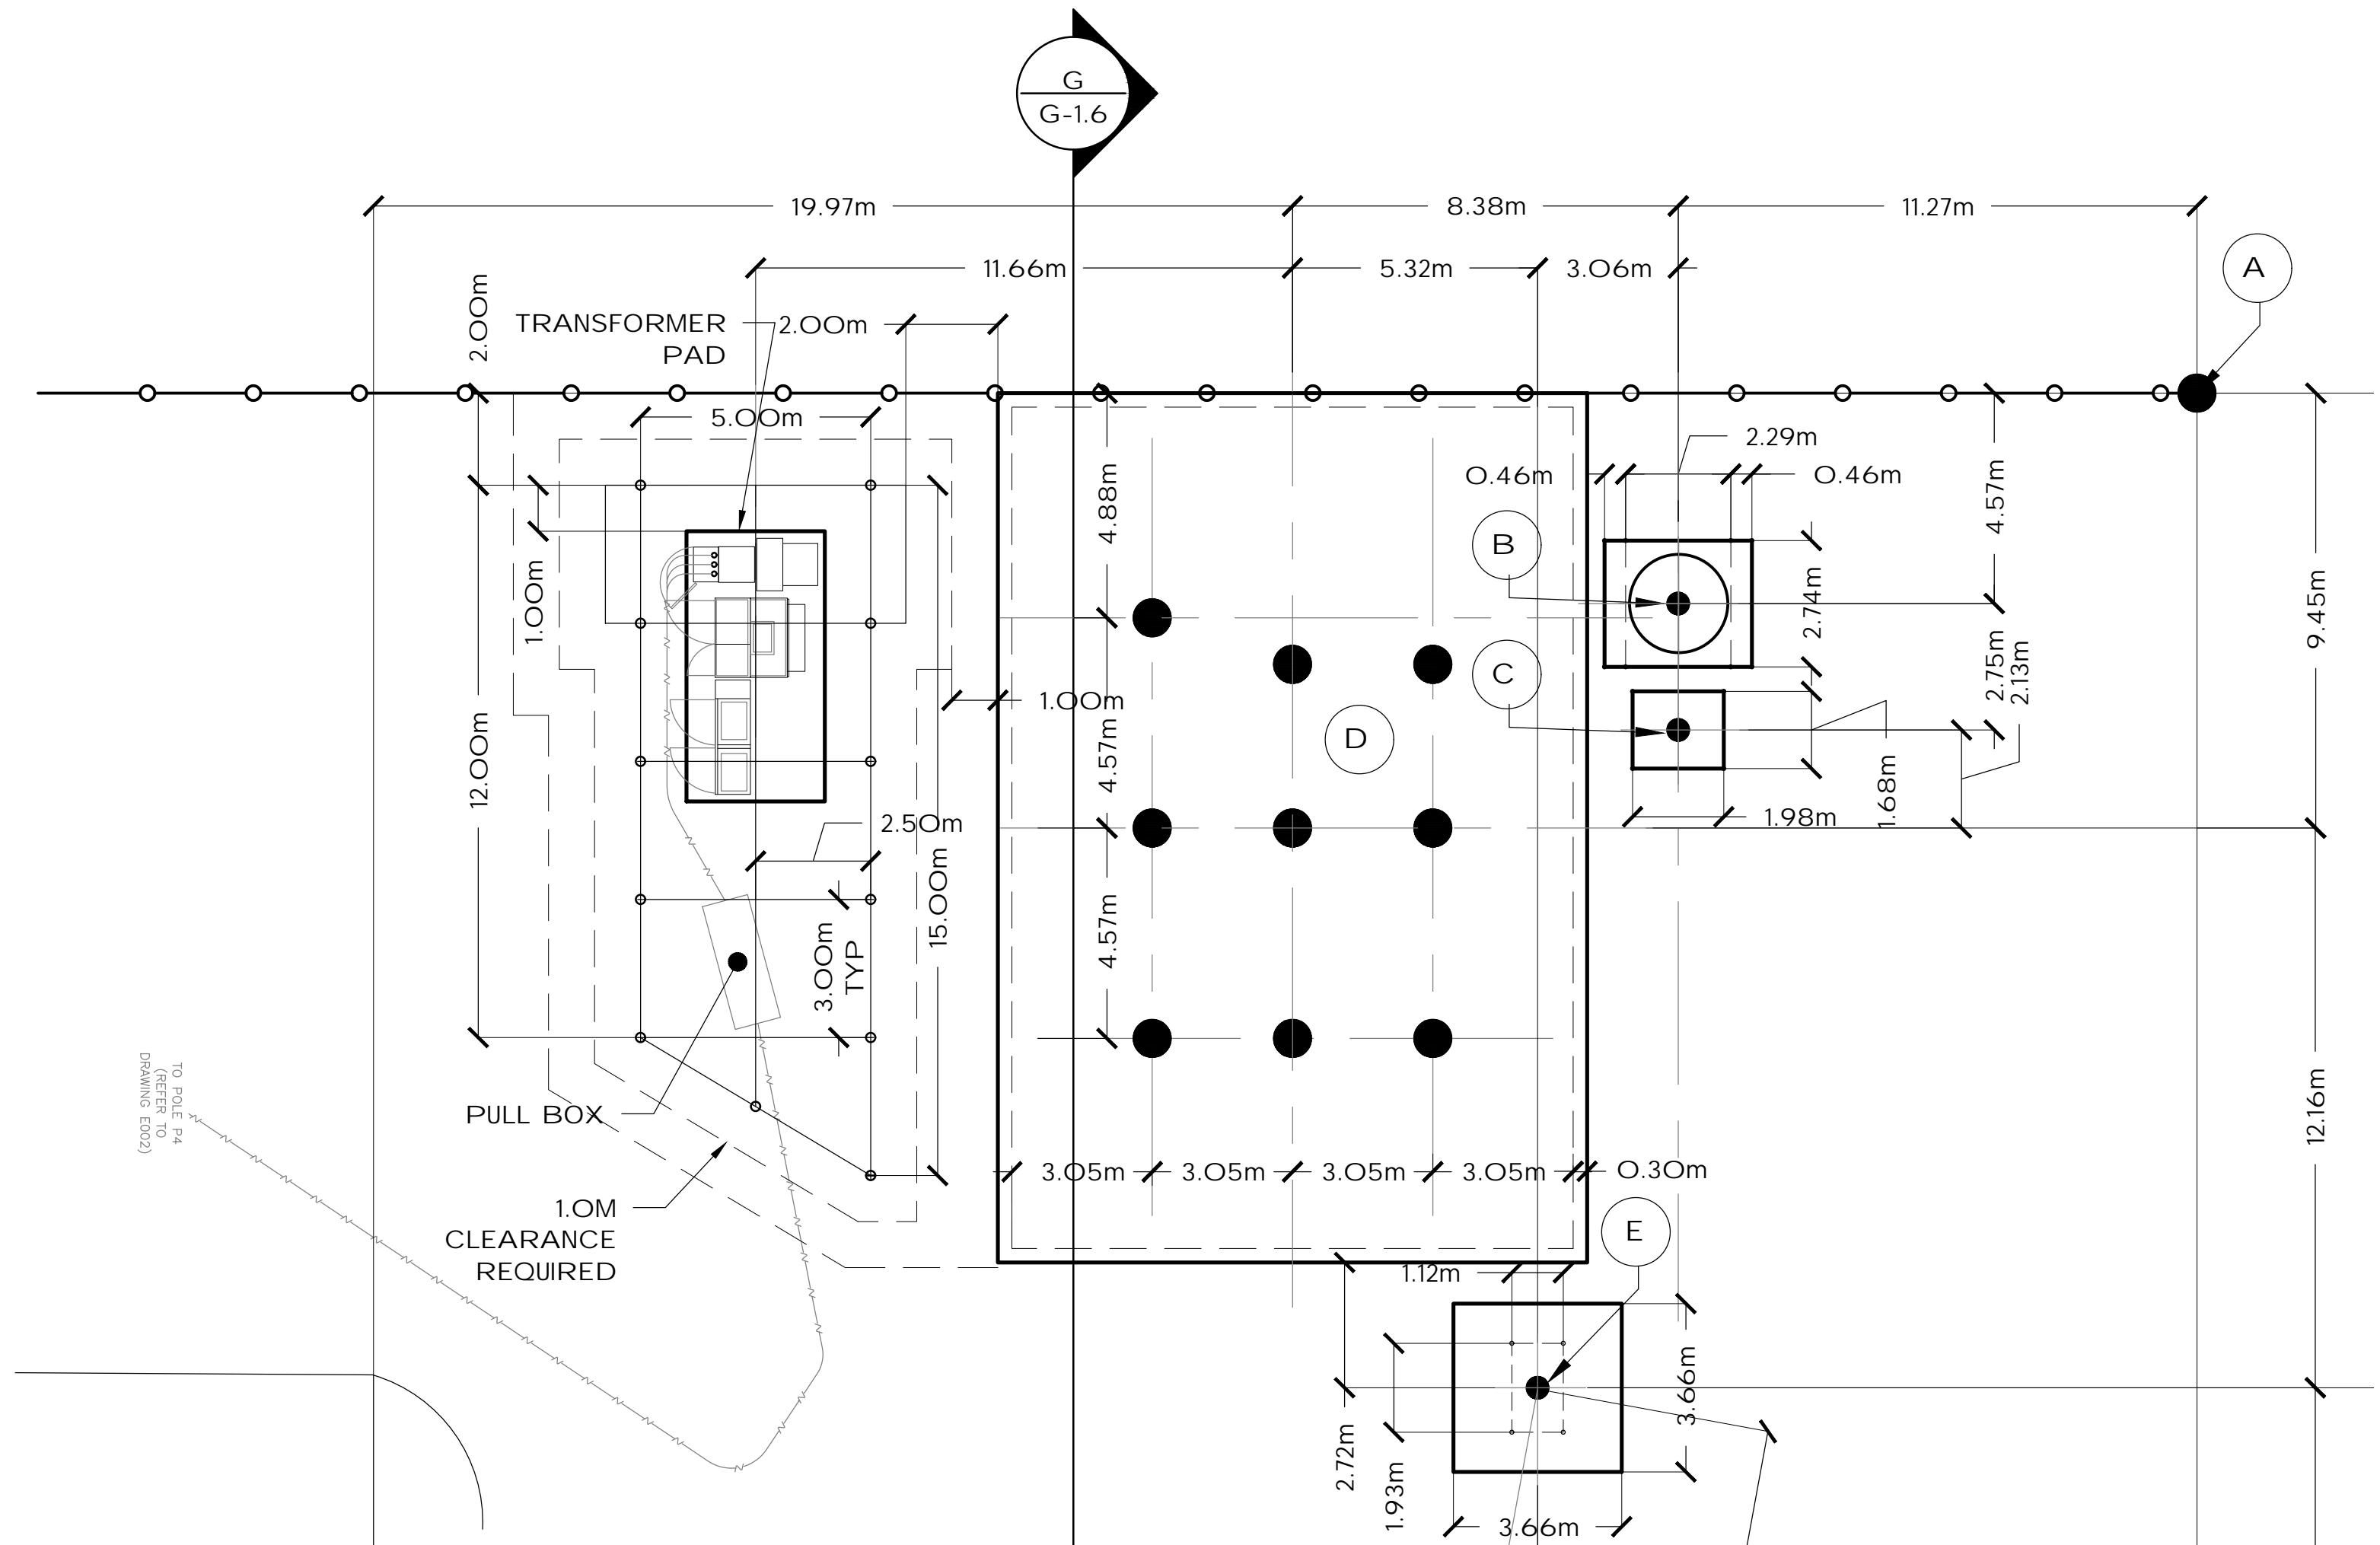 G
G-1.6
19.97m
8.38m
11.27m
A
11.66m
5.32m
3.06m
2.00m
TRANSFORMER
PAD
2.00m
5.00m
2.29m
0.46m
0.46m
4.57m
4.88m
B
2.74m
9.45m
1.00m
C
2.75m
2.13m
1.00m
D
12.00m
4.57m
1.68m
1.98m
2.50m
15.00m
4.57m
3.00m
TYP
TO POLE P4
(REFER TO
DRAWING E002)
PULL BOX
12.16m
3.05m
3.05m
3.05m
3.05m
0.30m
1.0M
CLEARANCE
REQUIRED
E
1.12m
3.66m
2.72m
1.93m
3.66m